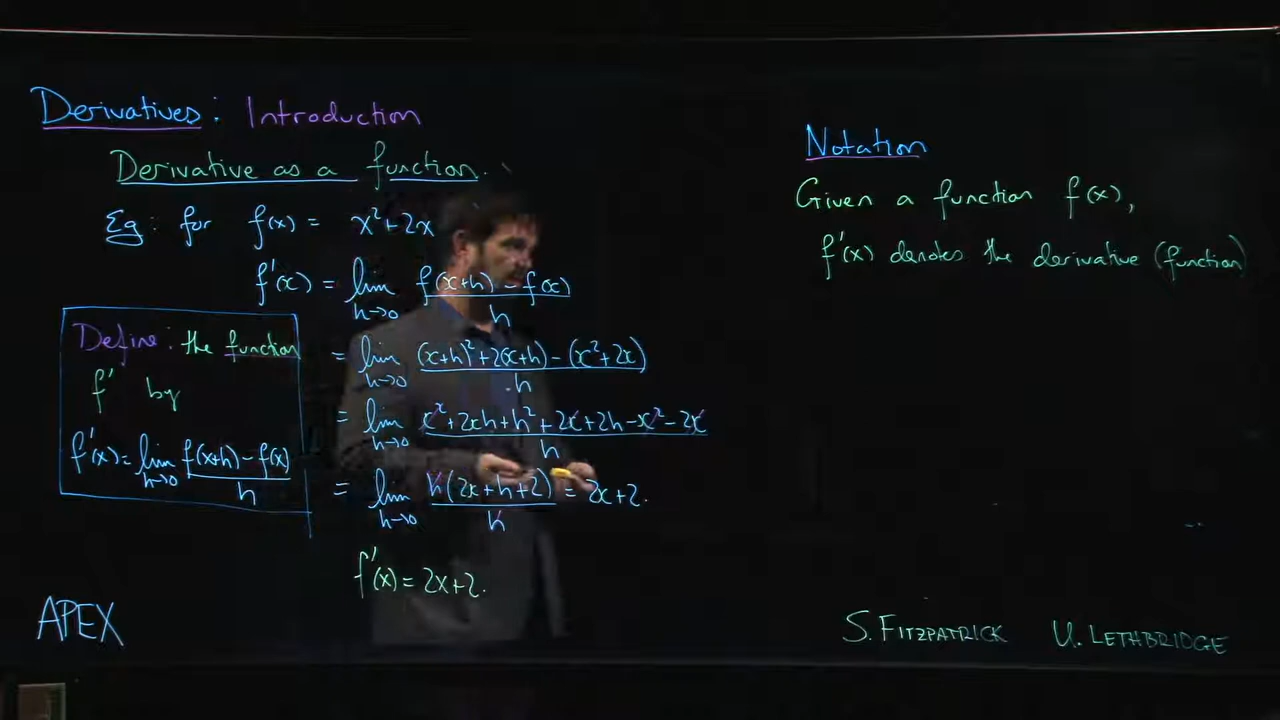 Derivatives: Introduction
Derivative as a function.
Eg: for f(x) = x²+2x
f'(x) = lim h→0 f(x+h) - f(x) / h
= lim h→0 (x+h)²+2(x+h) - (x²+2x) / h
= lim h→0 x²+2xh+h²+2x+2h-x²-2x / h
= lim h→0 h(2x+h+2) / h = 2x+2.
f'(x) = 2x+2.
Define: the function
f' by
f'(x) = lim h→0 f(x+h) - f(x) / h
APEX
Notation
Given a function f(x),
f'(x) denotes the derivative (function)
S. FITZPATRICK U. LETHBRIDGE